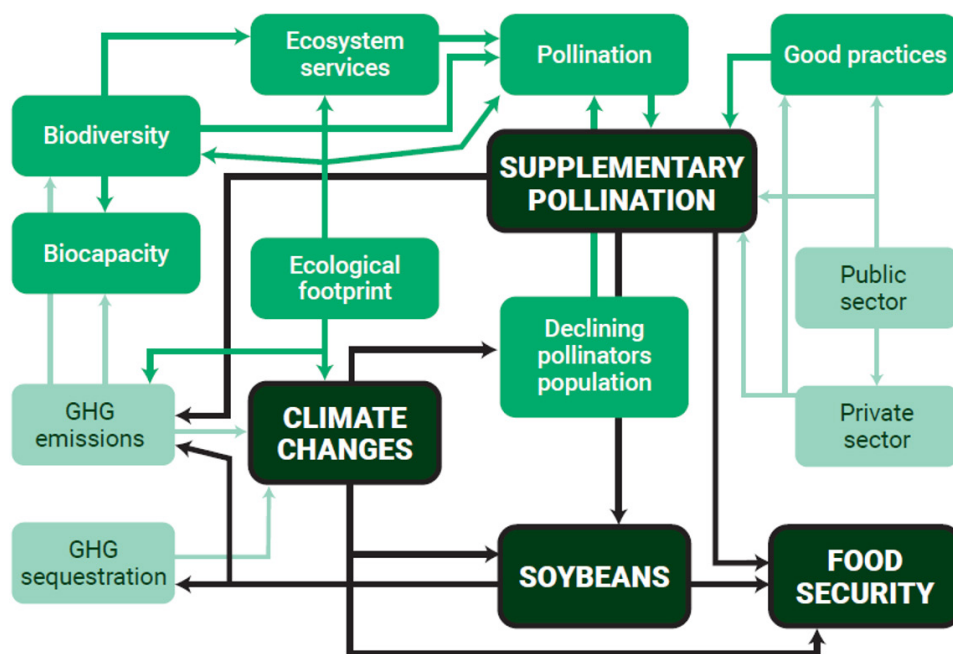 Ecosystem
services
Pollination
Good practices
Biodiversity
SUPPLEMENTARY
POLLINATION
Biocapacity
Ecological
footprint
Public
sector
Declining
pollinators
population
GHG
emissions
CLIMATE
CHANGES
Private
sector
GHG
sequestration
SOYBEANS
FOOD
SECURITY